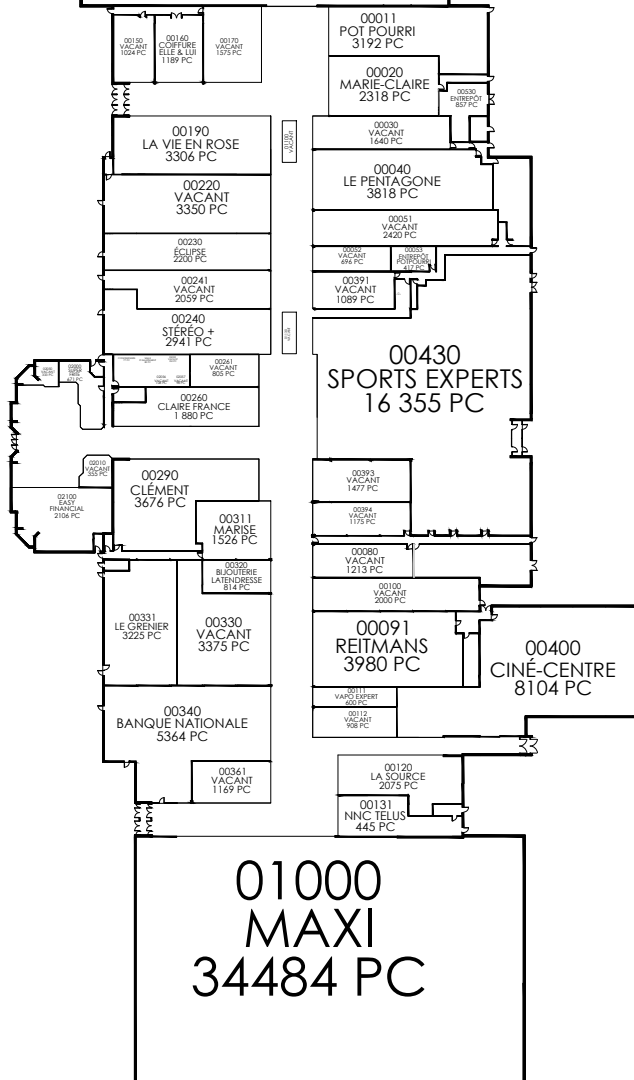 00150
VACANT
1024 PC
00160
COIFFURE
ELLE & LUI
1189 PC
00170
VACANT
1575 PC
00011
POT POURRI
3192 PC
00020
MARIE-CLAIRE
2318 PC
00530
ENTREPÔT
857 PC
00190
LA VIE EN ROSE
3306 PC
VACANT
00030
VACANT
1640 PC
00040
LE PENTAGONE
3818 PC
00220
VACANT
3350 PC
00051
VACANT
2420 PC
00230
ÉCLIPSE
2200 PC
00052
VACANT
696 PC
00053
ENTREPÔT
POTPOURRI
417 PC
00241
VACANT
2059 PC
00391
VACANT
1089 PC
00240
STÉRÉO +
2941 PC
00430
SPORTS EXPERTS
16 355 PC
00261
VACANT
805 PC
00260
CLAIRE FRANCE
1 880 PC
671 PC
02010
VACANT
355 PC
02100
EASY
FINANCIAL
2106 PC
00290
CLÉMENT
3676 PC
00393
VACANT
1477 PC
00311
MARISE
1526 PC
00394
VACANT
1175 PC
00320
BIJOUTERIE
LATENDRESSE
814 PC
00080
VACANT
1213 PC
00100
VACANT
2000 PC
00331
LE GRENIER
3225 PC
00330
VACANT
3375 PC
00091
REITMANS
3980 PC
00400
CINÉ-CENTRE
8104 PC
00111
VAPO EXPERT
600 PC
00340
BANQUE NATIONALE
5364 PC
00112
VACANT
908 PC
00361
VACANT
1169 PC
00120
LA SOURCE
2075 PC
00131
NNC TELUS
445 PC
01000
MAXI
34484 PC